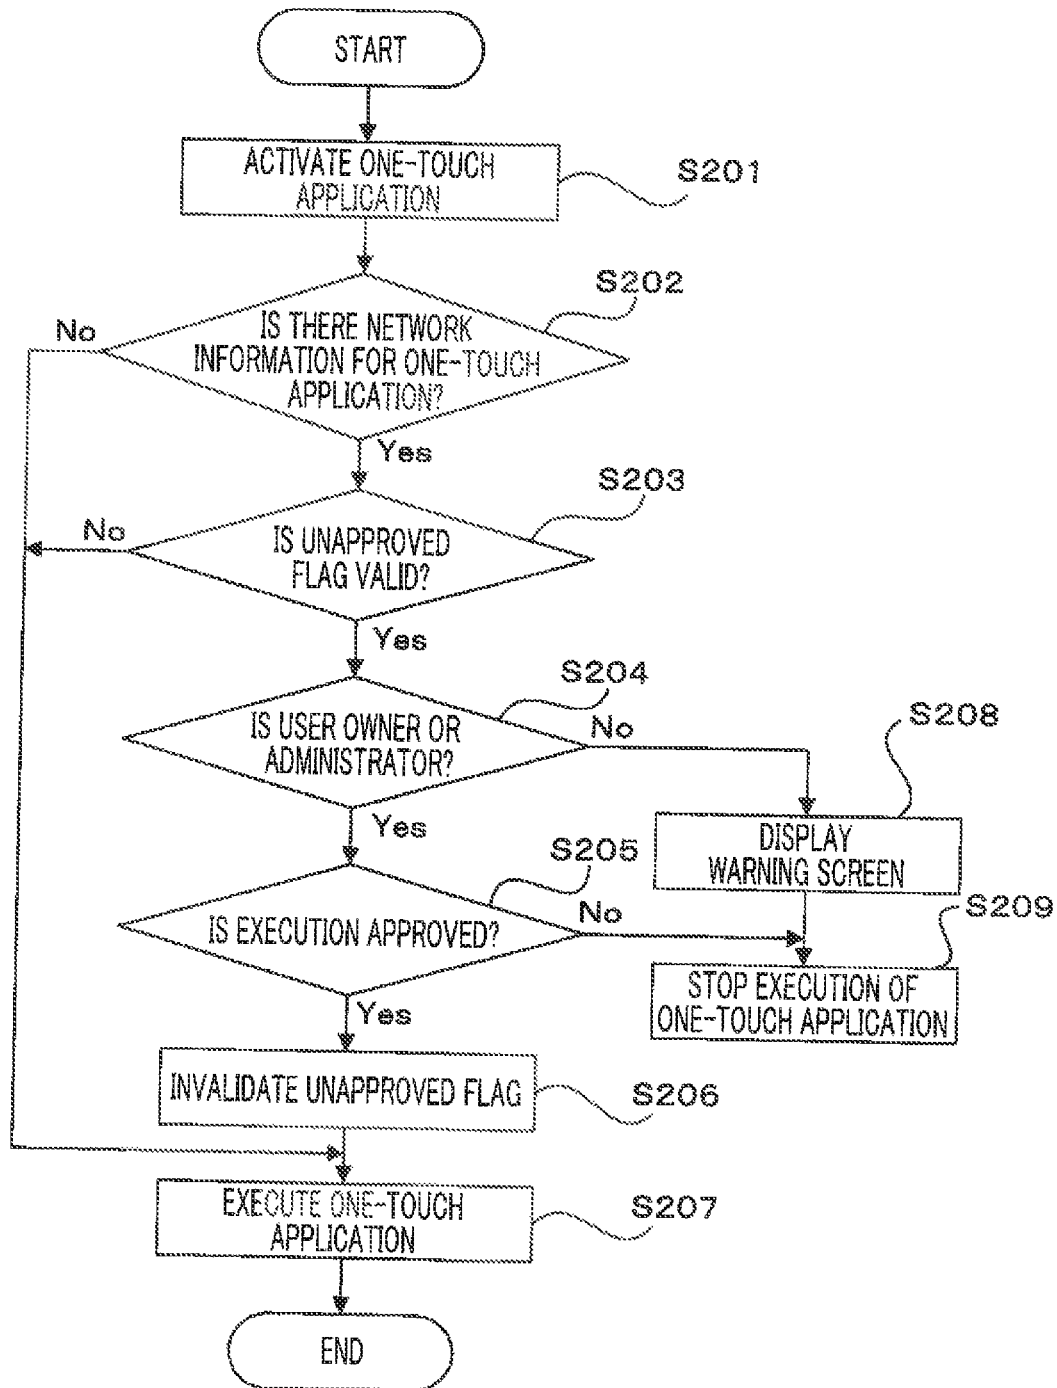 START
ACTIVATE ONE-TOUCH
APPLICATION
S201
S202
IS THERE NETWORK
INFORMATION FOR ONE-TOUCH
APPLICATION?
No
Yes
S203
IS UNAPPROVED
FLAG VALID?
No
Yes
S204
IS USER OWNER OR
ADMINISTRATOR?
No
Yes
S208
DISPLAY
WARNING SCREEN
S205
IS EXECUTION APPROVED?
No
Yes
S209
STOP EXECUTION OF
ONE-TOUCH APPLICATION
INVALIDATE UNAPPROVED FLAG
S206
EXECUTE ONE-TOUCH
APPLICATION
S207
END